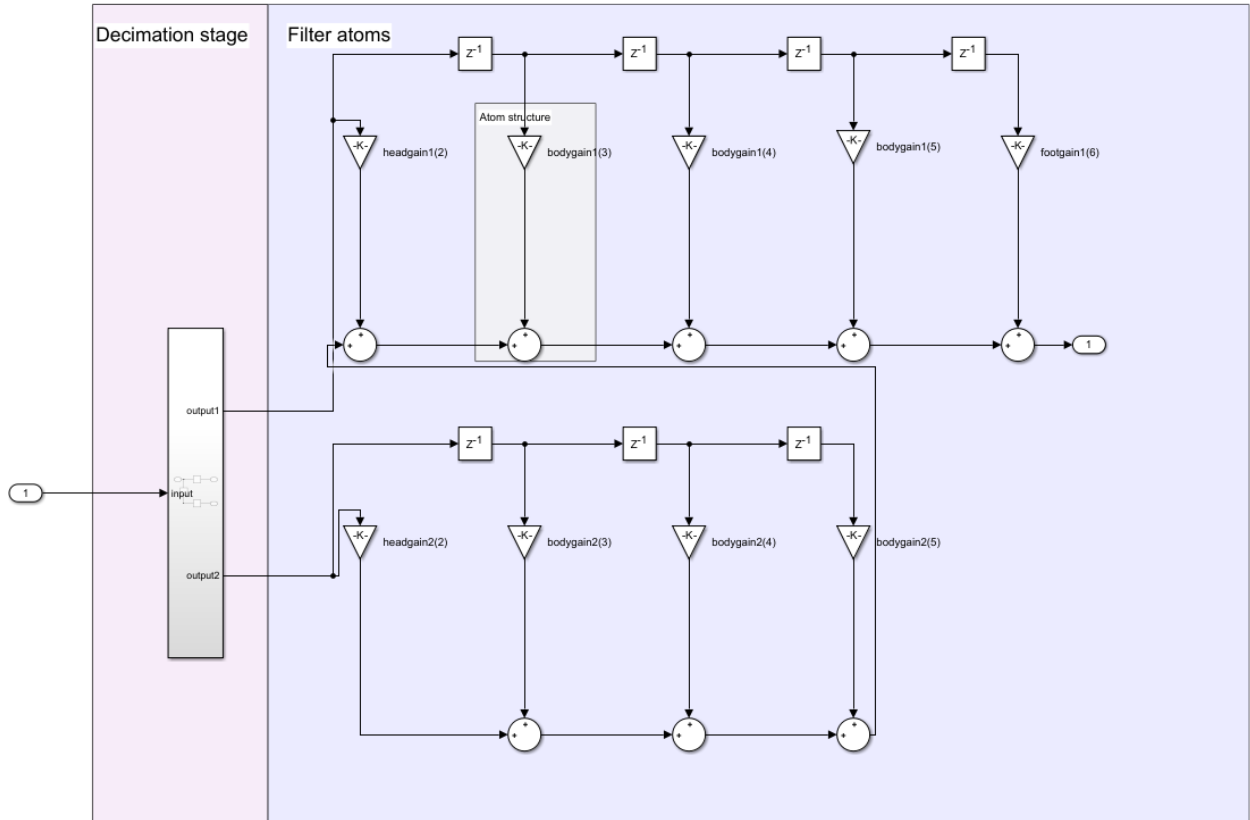 Decimation stage
Filter atoms
Z-1
Z-1
Z-1
Z-1
Atom structure
-K-
headgain1(2)
-K-
bodygain1(3)
-K-
bodygain1(4)
-K-
bodygain1(5)
-K-
footgain1(6)
+
+
+
+
+
+
+
+
+
+
1
output1
Z-1
Z-1
Z-1
1
input
-K-
headgain2(2)
-K-
bodygain2(3)
-K-
bodygain2(4)
-K-
bodygain2(5)
output2
+
+
+
+
+
+